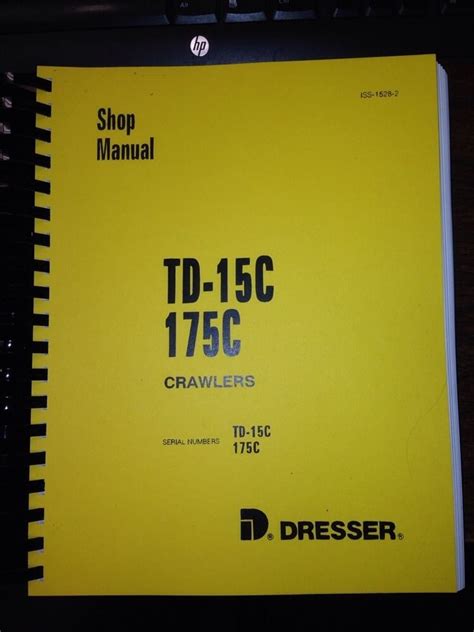 hp
ISS-1528-2
Shop
Manual
TD-15C
175C
CRAWLERS
SERIAL NUMBERS TD-15C
175C
D® DRESSER®